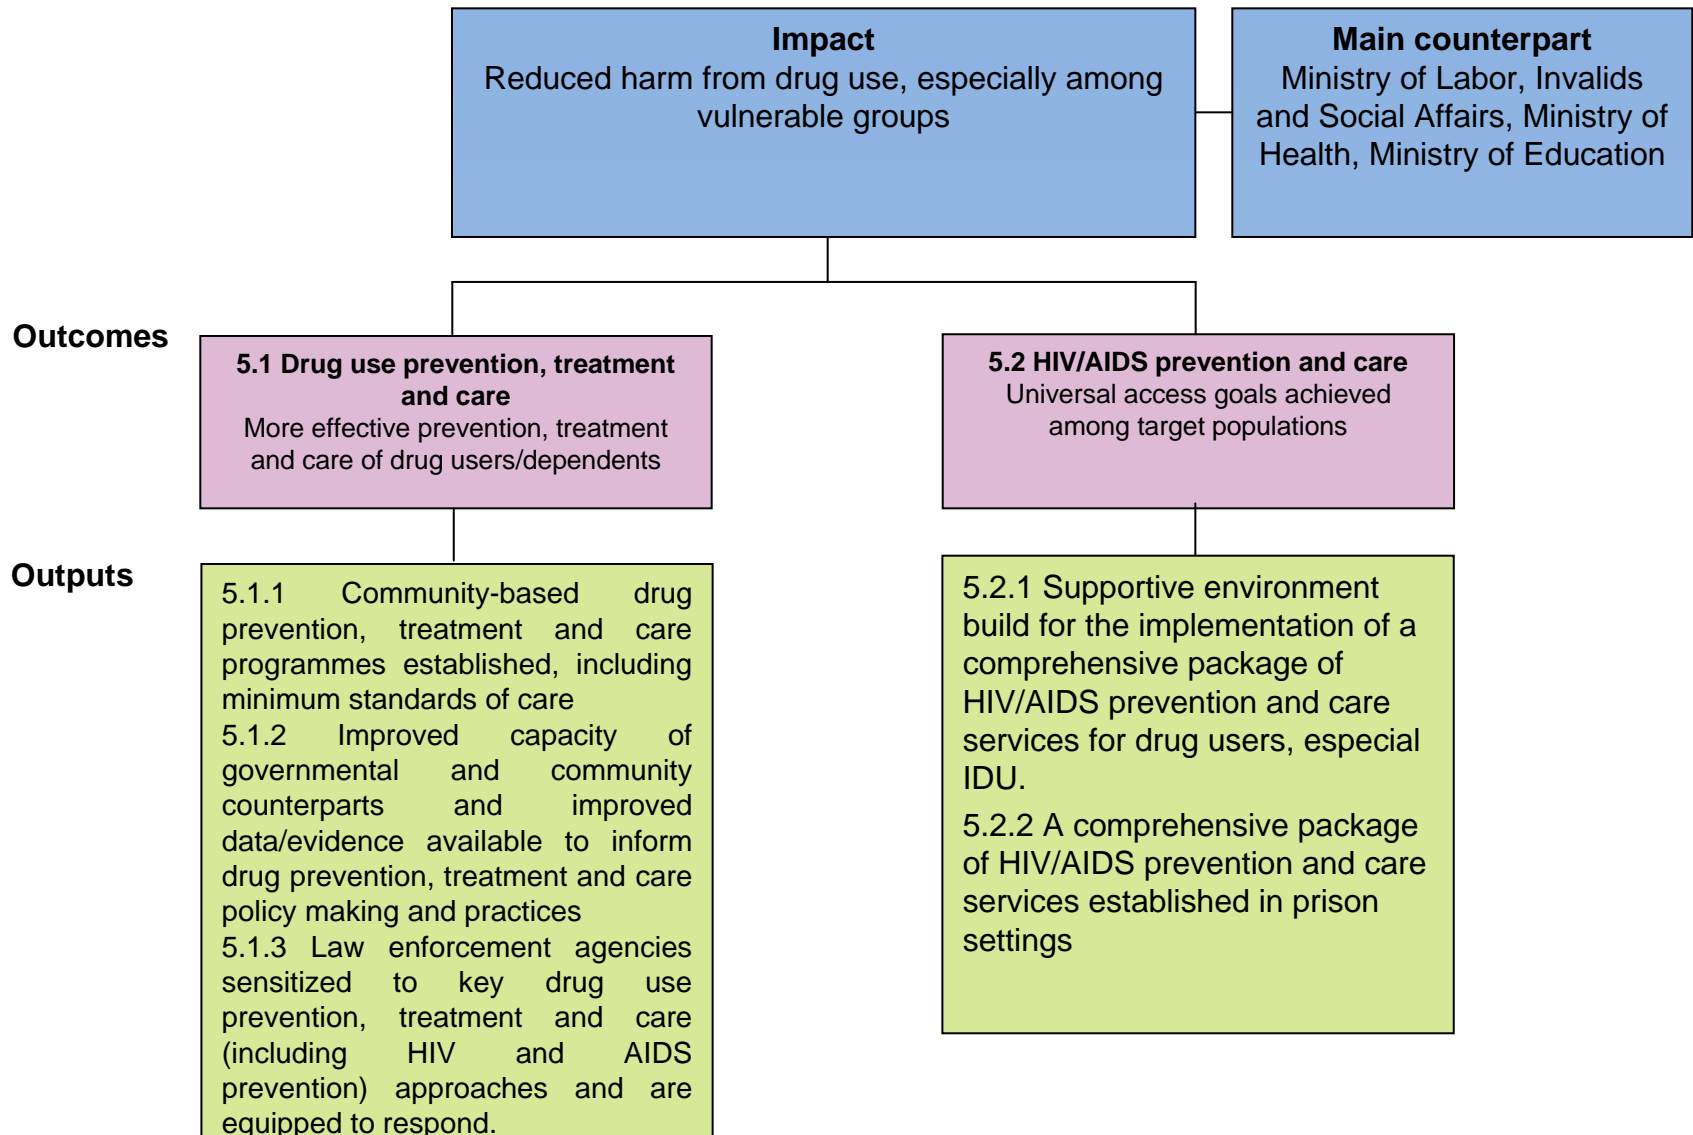 Impact
Reduced harm from drug use, especially among
vulnerable groups
Main counterpart
Ministry of Labor, Invalids
and Social Affairs, Ministry of
Health, Ministry of Education
Outcomes
5.1 Drug use prevention, treatment
and care
More effective prevention, treatment
and care of drug users/dependents
5.2 HIV/AIDS prevention and care
Universal access goals achieved
among target populations
Outputs
5.1.1 Community-based drug
prevention, treatment and care
programmes established, including
minimum standards of care
5.1.2 Improved capacity of
governmental and community
counterparts and improved
data/evidence available to inform
drug prevention, treatment and care
policy making and practices
5.1.3 Law enforcement agencies
sensitized to key drug use
prevention, treatment and care
(including HIV and AIDS
prevention) approaches and are
equipped to respond.
5.2.1 Supportive environment
build for the implementation of a
comprehensive package of
HIV/AIDS prevention and care
services for drug users, especial
IDU.
5.2.2 A comprehensive package
of HIV/AIDS prevention and care
services established in prison
settings